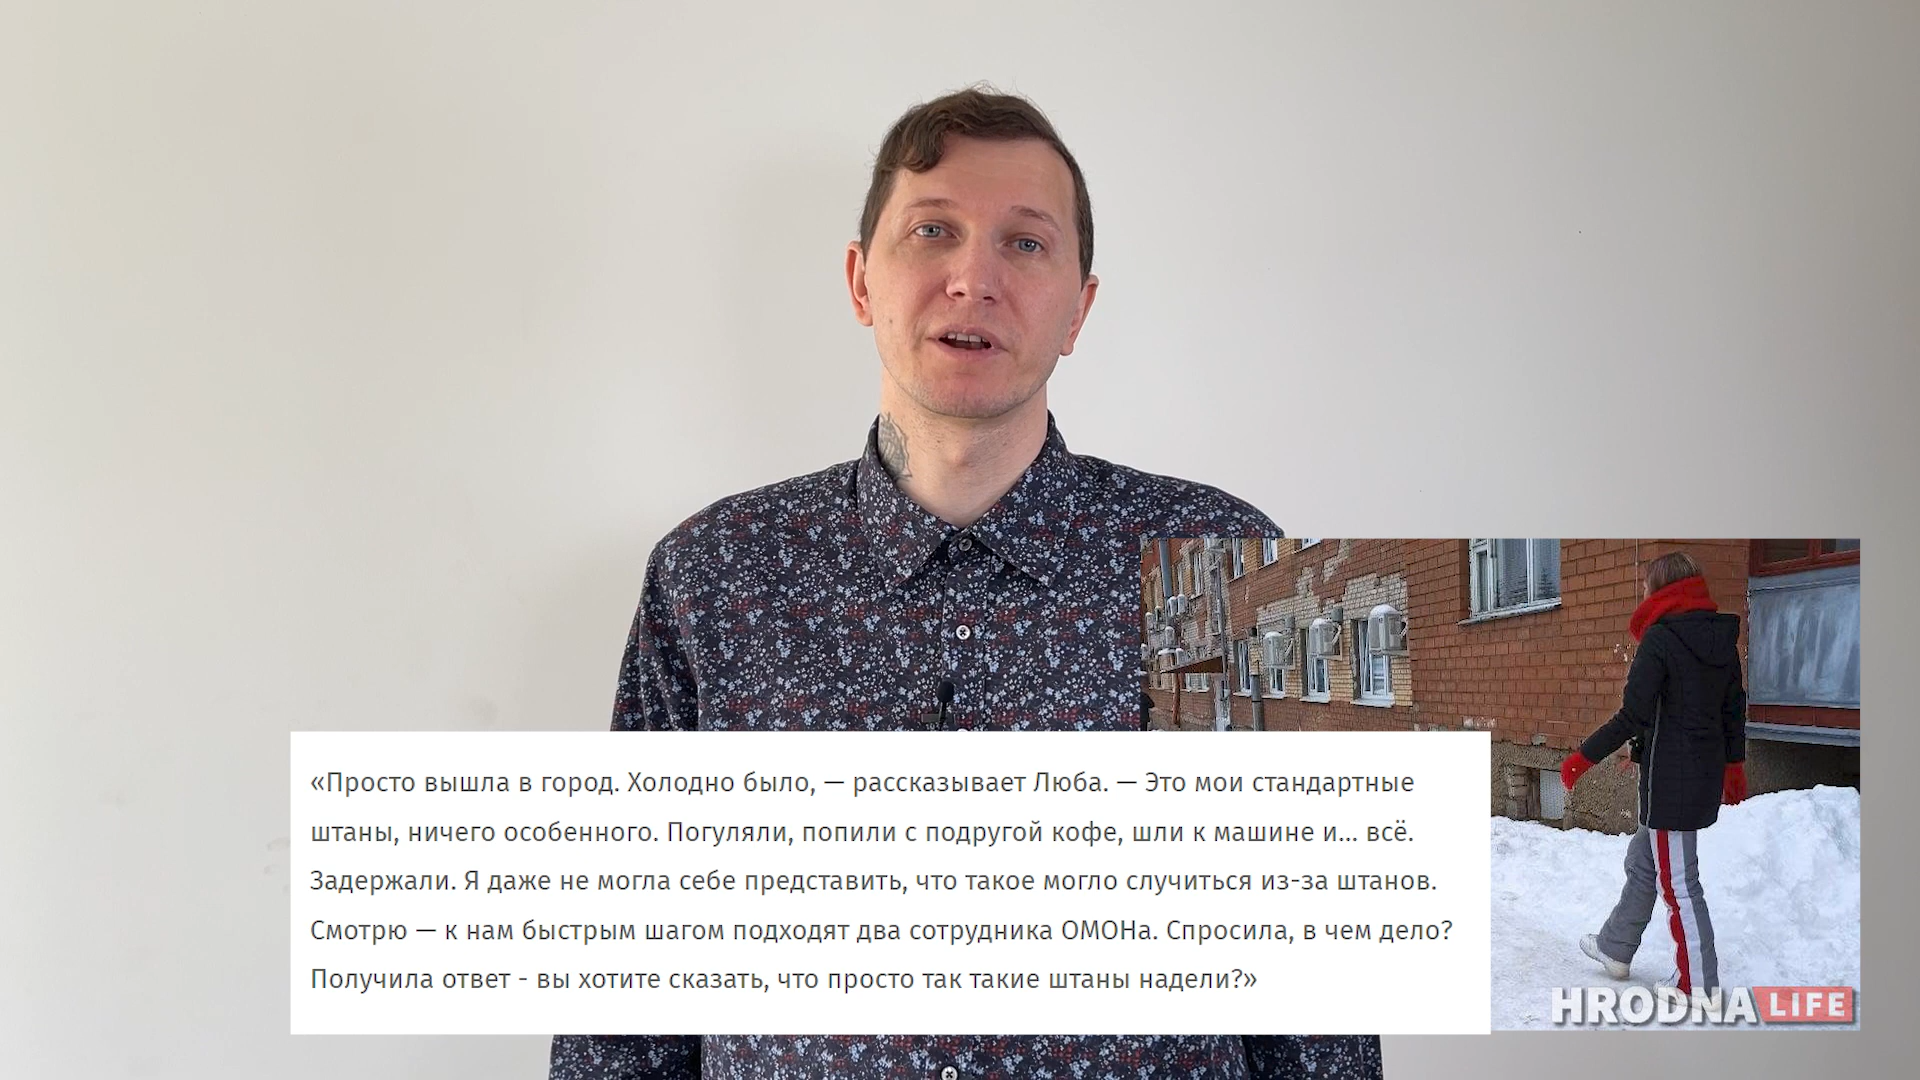 «Просто вышла в город. Холодно было, — рассказывает Люба. — Это мои стандартные
штаны, ничего особенного. Погуляли, попили с подругой кофе, шли к машине и... всё.
Задержали. Я даже не могла себе представить, что такое могло случиться из-за штанов.
Смотрю — к нам быстрым шагом подходят два сотрудника ОМОНа. Спросила, в чем дело?
Получила ответ - вы хотите сказать, что просто так такие штаны надели?»
HRODNA LIFE